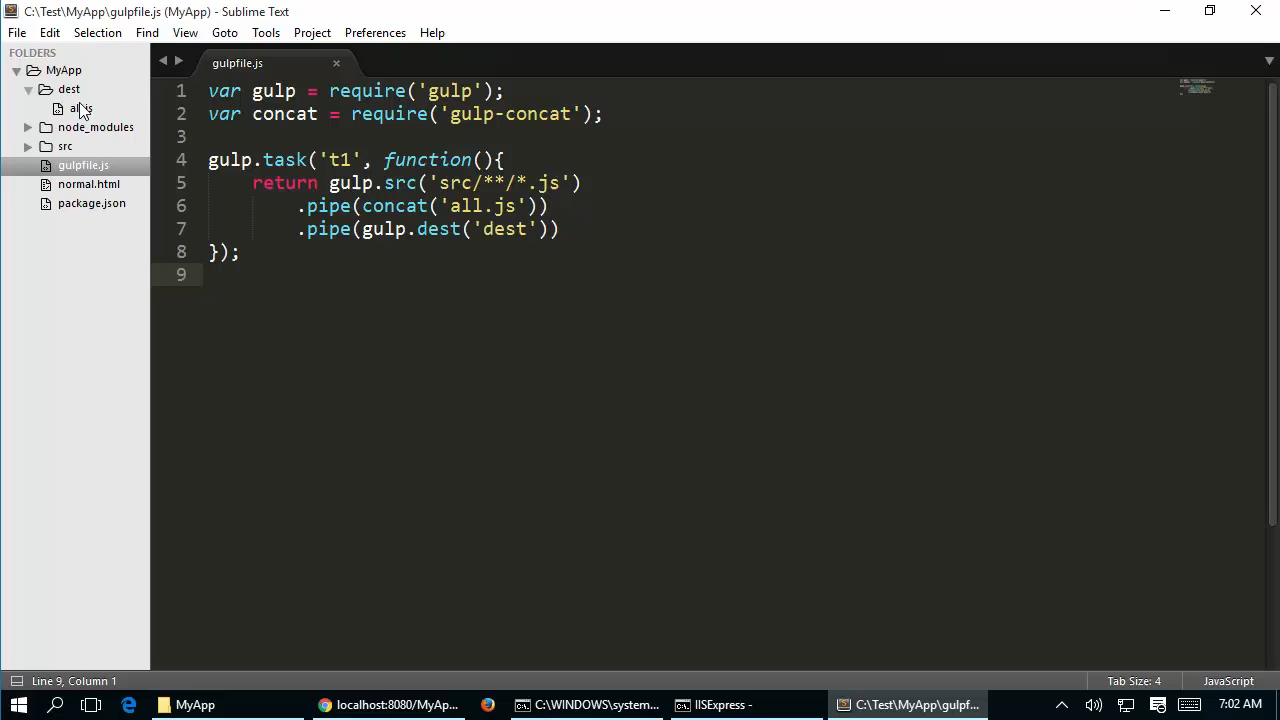 C:\Test\MyApp\gulpfile.js (MyApp) - Sublime Text
File Edit Selection Find View Goto Tools Project Preferences Help
FOLDERS
MyApp
dest
node_modules
src
gulpfile.js
normal.html
package.json
gulpfile.js ×
1 var gulp = require('gulp');
2 var concat = require('gulp-concat');
3
4 gulp.task('t1', function(){
5 return gulp.src('src/**/*.js')
6 .pipe(concat('all.js'))
7 .pipe(gulp.dest('dest'))
8 });
9
Line 9, Column 1 Tab Size: 4 JavaScript
MyApp localhost:8080/MyAp... C:\WINDOWS\system... IISExpress - C:\Test\MyApp\gulpf... 7:02 AM